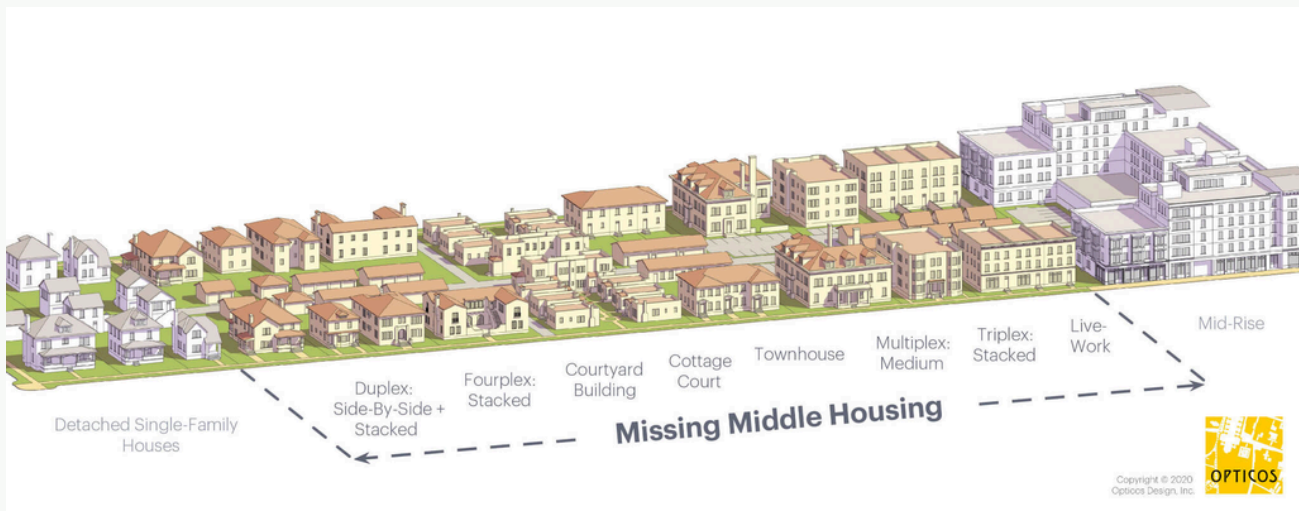 Detached Single-Family
Houses
Duplex:
Side-By-Side +
Stacked
Fourplex:
Stacked
Courtyard
Building
Cottage
Court
Townhouse
Multiplex:
Medium
Triplex:
Stacked
Live-
Work
Mid-Rise
Missing Middle Housing
Copyright © 2020
Opticos Design, Inc.
OPTICOS